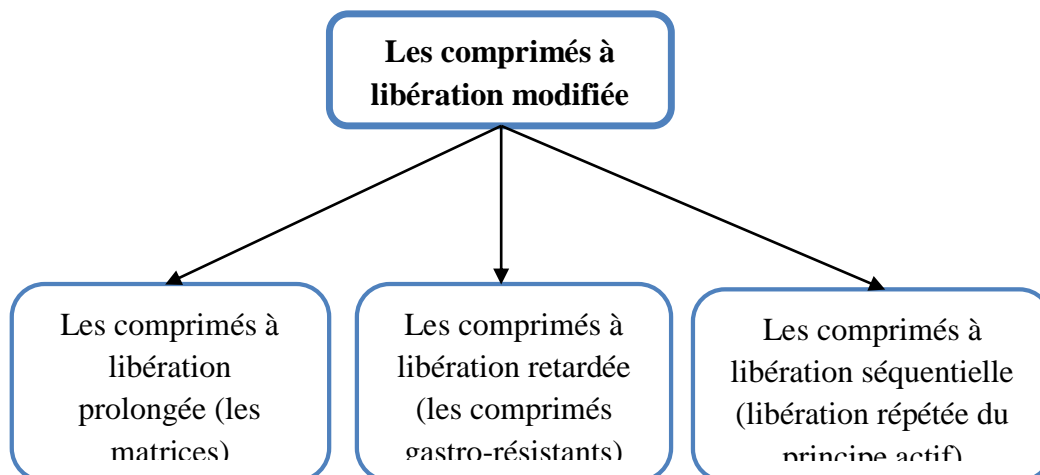 Les comprimés à
libération modifiée
Les comprimés à
libération
prolongée (les
matrices)
Les comprimés à
libération retardée
(les comprimés
gastro-résistants)
Les comprimés à
libération séquentielle
(libération répétée du
principe actif)